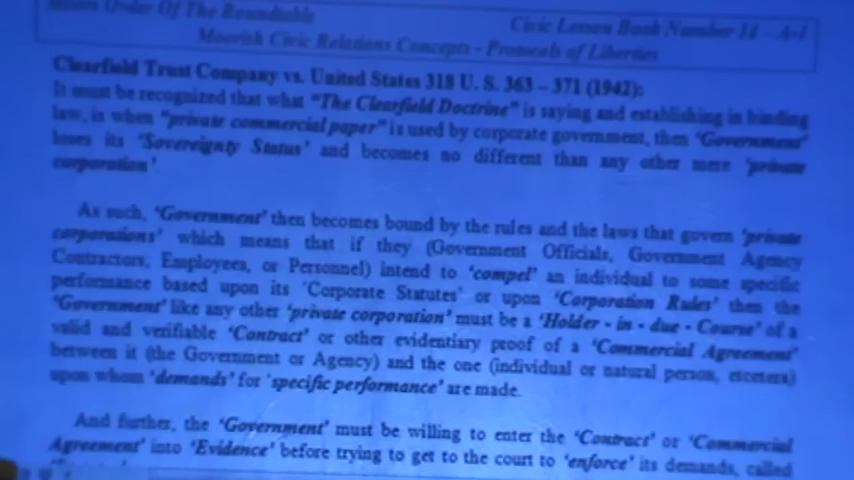 Order Of The Roundtable
Civic Lesson Book Number 14 – A-1
Moorish Civic Relations Concepts - Protocols of Liberties
Clearfield Trust Company vs. United States 318 U. S. 363 – 371 (1942):
It must be recognized that what "The Clearfield Doctrine" is saying and establishing in binding
law, is when "private commercial paper" is used by corporate government, then 'Government'
loses its 'Sovereignty Status' and becomes no different than any other mere 'private
corporation'
As such, 'Government' then becomes bound by the rules and the laws that govern 'private
corporations' which means that if they (Government Officials, Government Agency
Contractors, Employees, or Personnel) intend to 'compel' an individual to some specific
performance based upon its 'Corporate Statutes' or upon 'Corporation Rules' then the
'Government' like any other 'private corporation' must be a 'Holder - in - due - Course' of a
valid and verifiable 'Contract' or other evidentiary proof of a 'Commercial Agreement'
between it (the Government or Agency) and the one (individual or natural person, etcetera)
upon whom 'demands' for 'specific performance' are made.
And further, the 'Government' must be willing to enter the 'Contract' or 'Commercial
Agreement' into 'Evidence' before trying to get to the court to 'enforce' its demands, called